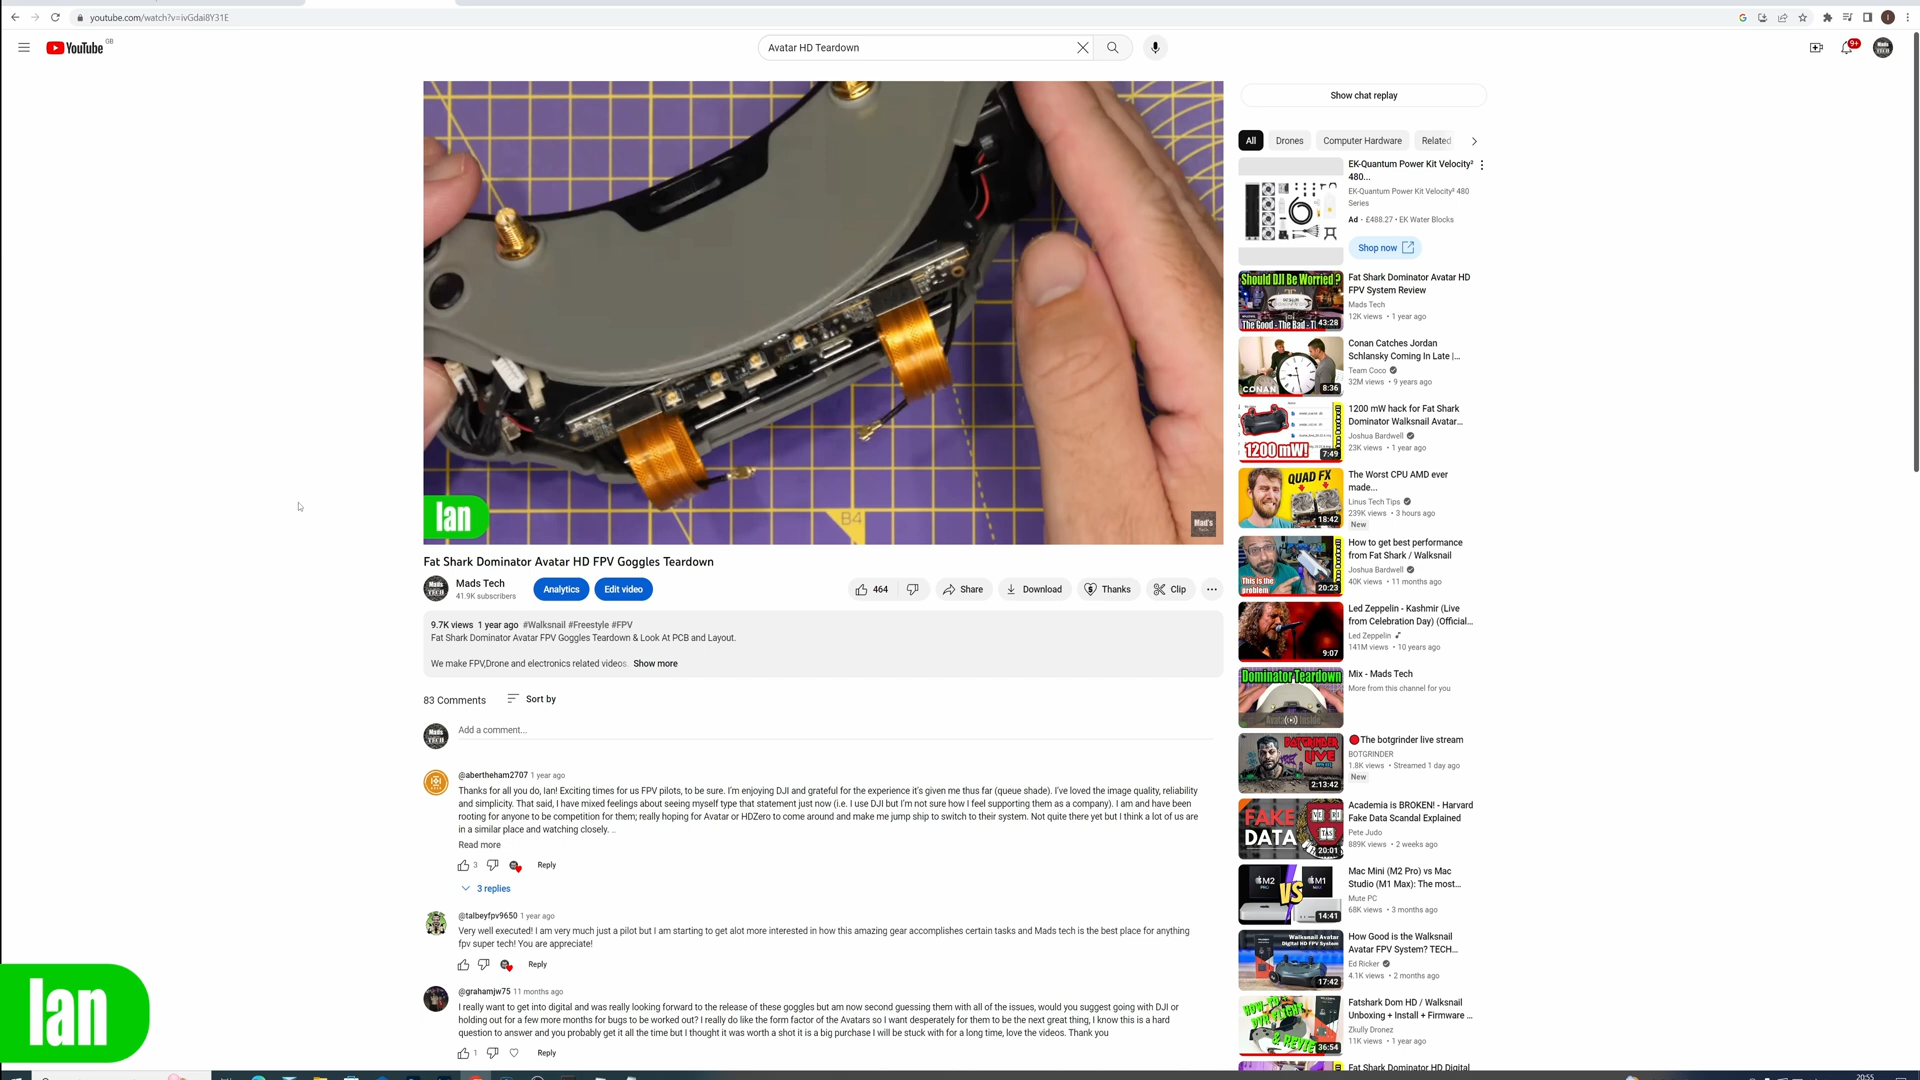 youtube.com/watch?v=ivGdai8Y31E
YouTube GB
Avatar HD Teardown
9+
Ian
B4
Mad's
Fat Shark Dominator Avatar HD FPV Goggles Teardown
Mads Tech
41.9K subscribers
Analytics
Edit video
464
Share
Download
Thanks
Clip
9.7K views 1 year ago #Walksnail #Freestyle #FPV
Fat Shark Dominator Avatar FPV Goggles Teardown & Look At PCB and Layout.
We make FPV,Drone and electronics related videos. Show more
83 Comments
Sort by
Add a comment...
@abertheham2707 1 year ago
Thanks for all you do, Ian! Exciting times for us FPV pilots, to be sure. I'm enjoying DJI and grateful for the experience it's given me thus far (queue shade). I've loved the image quality, reliability
and simplicity. That said, I have mixed feelings about seeing myself type that statement just now (i.e. I use DJI but I'm not sure how I feel supporting them as a company). I am and have been
rooting for anyone to be competition for them; really hoping for Avatar or HDZero to come around and make me jump ship to switch to their system. Not quite there yet but I think a lot of us are
in a similar place and watching closely. ..
Read more
3
Reply
3 replies
@talbeyfpv9650 1 year ago
Very well executed! I am very much just a pilot but I am starting to get alot more interested in how this amazing gear accomplishes certain tasks and Mads tech is the best place for anything
fpv super tech! You are appreciate!
Reply
@grahamjw75 11 months ago
I really want to get into digital and was really looking forward to the release of these goggles but am now second guessing them with all of the issues, would you suggest going with DJI or
holding out for a few more months for bugs to be worked out? I really do like the form factor of the Avatars so I want desperately for them to be the next great thing, I know this is a hard
question to answer and you probably get it all the time but I thought it was worth a shot it is a big purchase I will be stuck with for a long time, love the videos. Thank you
1
Reply
Ian
Show chat replay
All
Drones
Computer Hardware
Related
EK-Quantum Power Kit Velocity²
480...
EK-Quantum Power Kit Velocity² 480
Series
Ad • £488.27 • EK Water Blocks
Shop now
Should DJI Be Worried ?
The Good - The Bad -
43:28
Fat Shark Dominator Avatar HD
FPV System Review
Mads Tech
12K views • 1 year ago
CONAN
8:36
Conan Catches Jordan
Schlansky Coming In Late |...
Team Coco
32M views • 9 years ago
1200 mW!
7:49
1200 mW hack for Fat Shark
Dominator Walksnail Avatar...
Joshua Bardwell
23K views • 1 year ago
QUAD FX
18:42
The Worst CPU AMD ever
made...
Linus Tech Tips
239K views • 3 hours ago
New
This is the
problem
20:23
How to get best performance
from Fat Shark / Walksnail
Joshua Bardwell
40K views • 11 months ago
9:07
Led Zeppelin - Kashmir (Live
from Celebration Day) (Official...
Led Zeppelin
141M views • 10 years ago
Dominator Teardown
Mix - Mads Tech
More from this channel for you
BOTGRINDER
LIVE
2:13:42
The botgrinder live stream
BOTGRINDER
1.8K views • Streamed 1 day ago
New
FAKE
DATA
VE RI
TAS
20:01
Academia is BROKEN! - Harvard
Fake Data Scandal Explained
Pete Judo
889K views • 2 weeks ago
M2
PRO
VS
M1
MAX
14:41
Mac Mini (M2 Pro) vs Mac
Studio (M1 Max): The most...
Mute PC
68K views • 3 months ago
Walksnail Avatar
Digital HD FPV System
17:42
How Good is the Walksnail
Avatar FPV System? TECH...
Ed Ricker
4.1K views • 2 months ago
HOW-TO
DVR FLIGHT
& REVIEW
36:54
Fatshark Dom HD / Walksnail
Unboxing + Install + Firmware ...
Zkully Dronez
11K views • 1 year ago
Fat Shark Dominator HD Digital
20:55